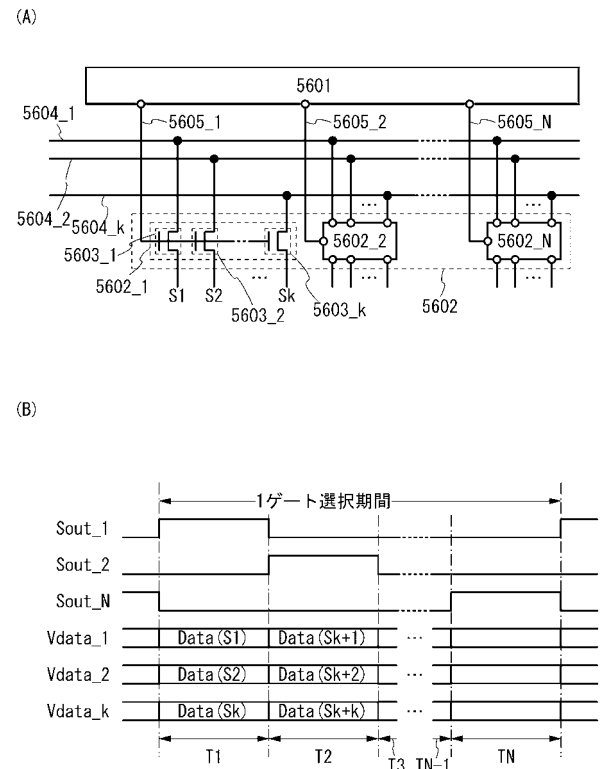 (A)
5601
5604_1
5605_1
5605_2
5605_N
5604_2
5604_k
...
...
5603_1
5602_1
5602_2
5602_N
S1
S2
...
Sk
...
...
5603_2
5603_k
5602
(B)
1ゲート選択期間
Sout_1
Sout_2
Sout_N
Vdata_1 Data(S1) Data(Sk+1) ...
Vdata_2 Data(S2) Data(Sk+2) ...
Vdata_k Data(Sk) Data(Sk+k) ...
T1 T2 T3 TN-1 TN